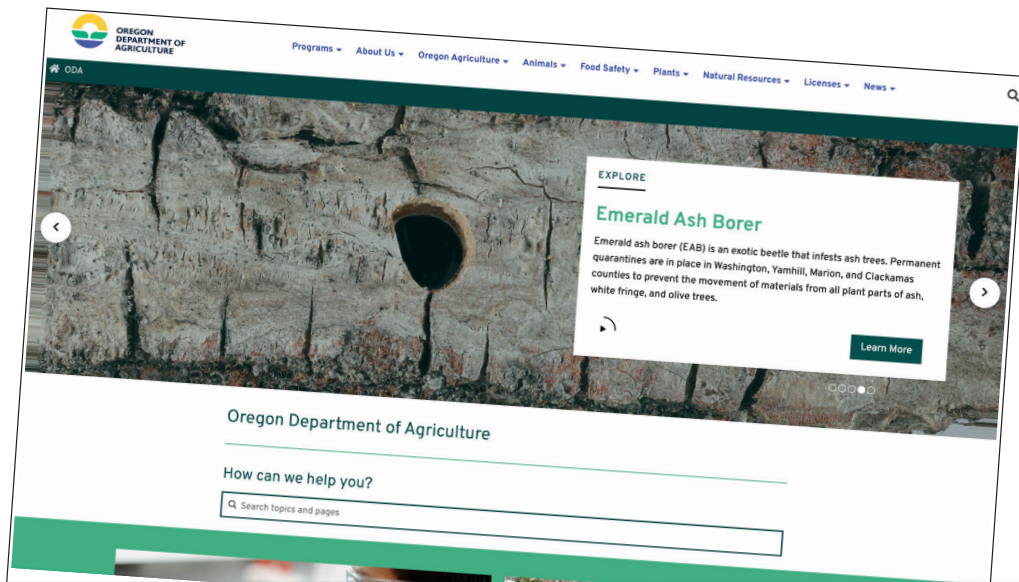 OREGON
DEPARTMENT OF
AGRICULTURE
Programs
About Us
Oregon Agriculture
Animals
Food Safety
Plants
Natural Resources
Licenses
News
ODA
EXPLORE
Emerald Ash Borer
Emerald ash borer (EAB) is an exotic beetle that infests ash trees. Permanent
quarantines are in place in Washington, Yamhill, Marion, and Clackamas
counties to prevent the movement of materials from all plant parts of ash,
white fringe, and olive trees.
Learn More
Oregon Department of Agriculture
How can we help you?
Search topics and pages